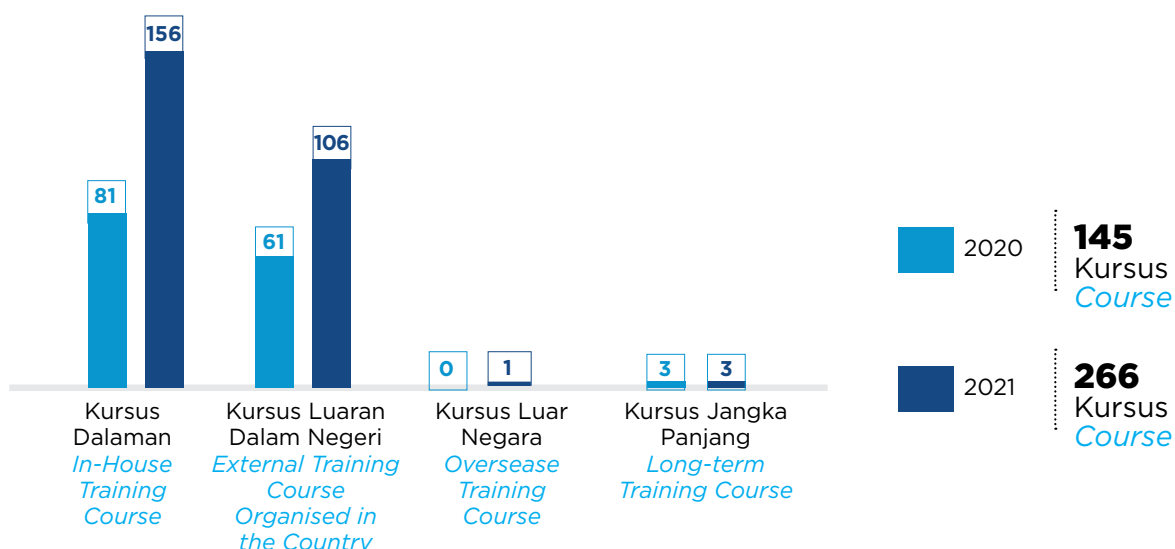 156
81
106
61
0
1
3
3
Kursus
Dalaman
In-House
Training
Course
Kursus Luaran
Dalam Negeri
External Training
Course
Organised in
the Country
Kursus Luar
Negara
Oversease
Training
Course
Kursus Jangka
Panjang
Long-term
Training Course
2020
145
Kursus
Course
2021
266
Kursus
Course